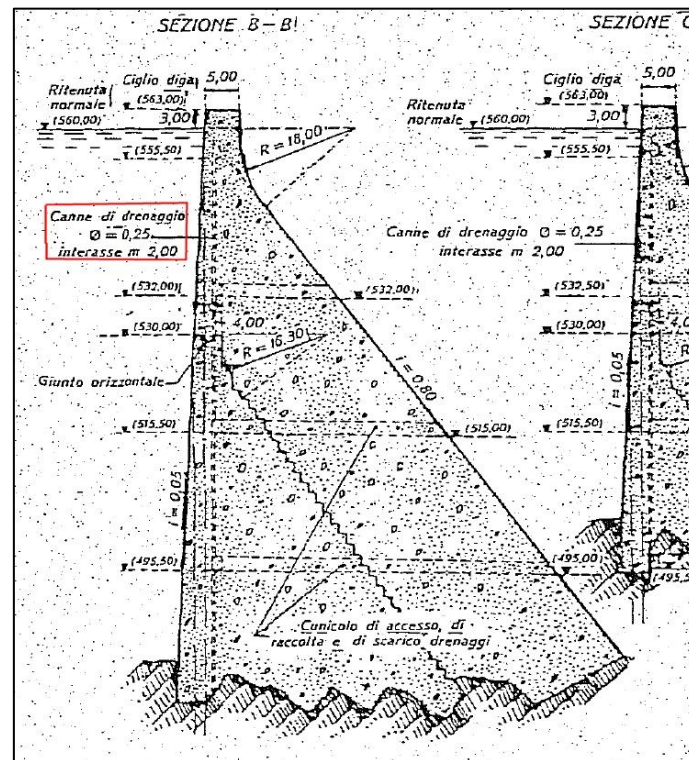 SEZIONE B-B'
SEZIONE
Ciglio diga
5,00
Ritenuta
normale
(563,00)
3,00
(560,00)
(555,50)
R = 18,00
Canne di drenaggio
Ø = 0,25
interasse m 2,00
(532,00)
(532,00)
(530,00)
4,00
R = 16.30
Giunto orizzontale
i = 0,80
(515,50)
(515,00)
i = 0,05
(495,50)
(495,00)
Cunicolo di accesso, di
raccolta e di scarico drenaggi
Ciglio diga
5,00
Ritenuta
normale
(563,00)
3,00
(560,00)
(555,50)
Canne di drenaggio Ø = 0,25
interasse m 2,00
(532,50)
(530,00)
i = 0,05
(515,50)